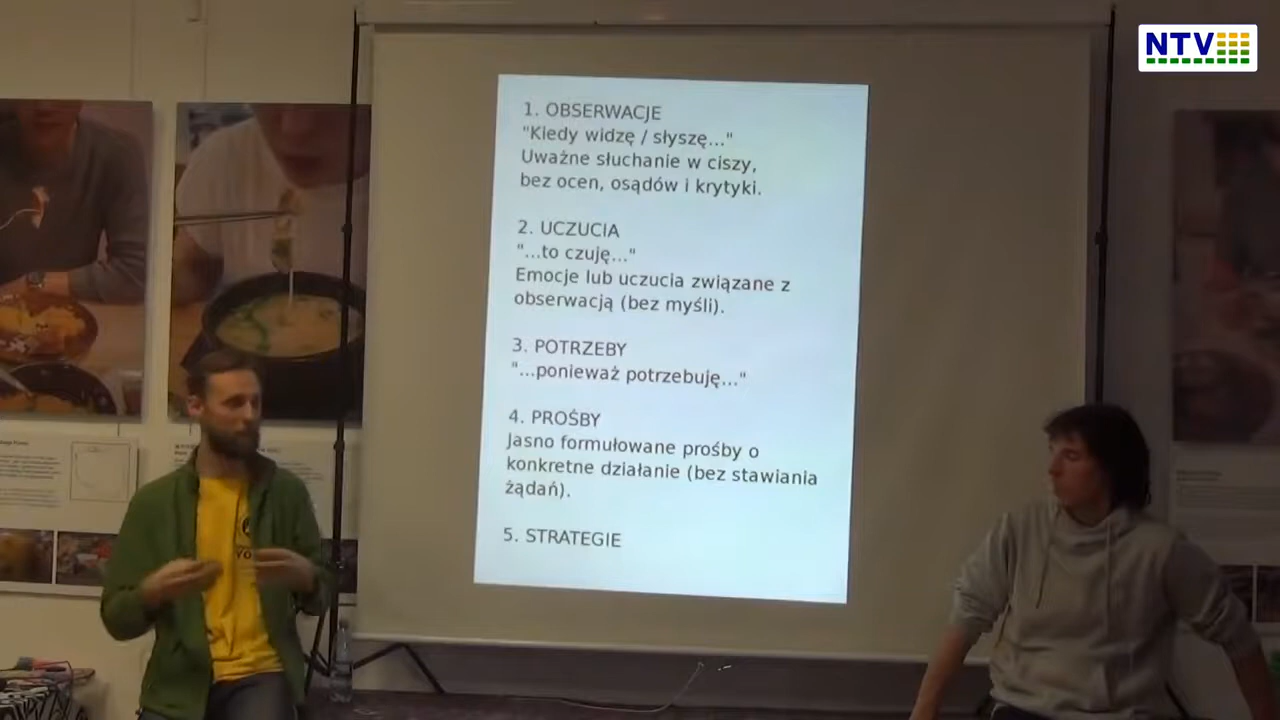 NTV
1. OBSERWACJE
"Kiedy widzę / słyszę..."
Uważne słuchanie w ciszy,
bez ocen, osądów i krytyki.
2. UCZUCIA
"...to czuję..."
Emocje lub uczucia związane z
obserwacją (bez myśli).
3. POTRZEBY
"...ponieważ potrzebuję..."
4. PROŚBY
Jasno formułowane prośby o
konkretne działanie (bez stawiania
żądań).
5. STRATEGIE